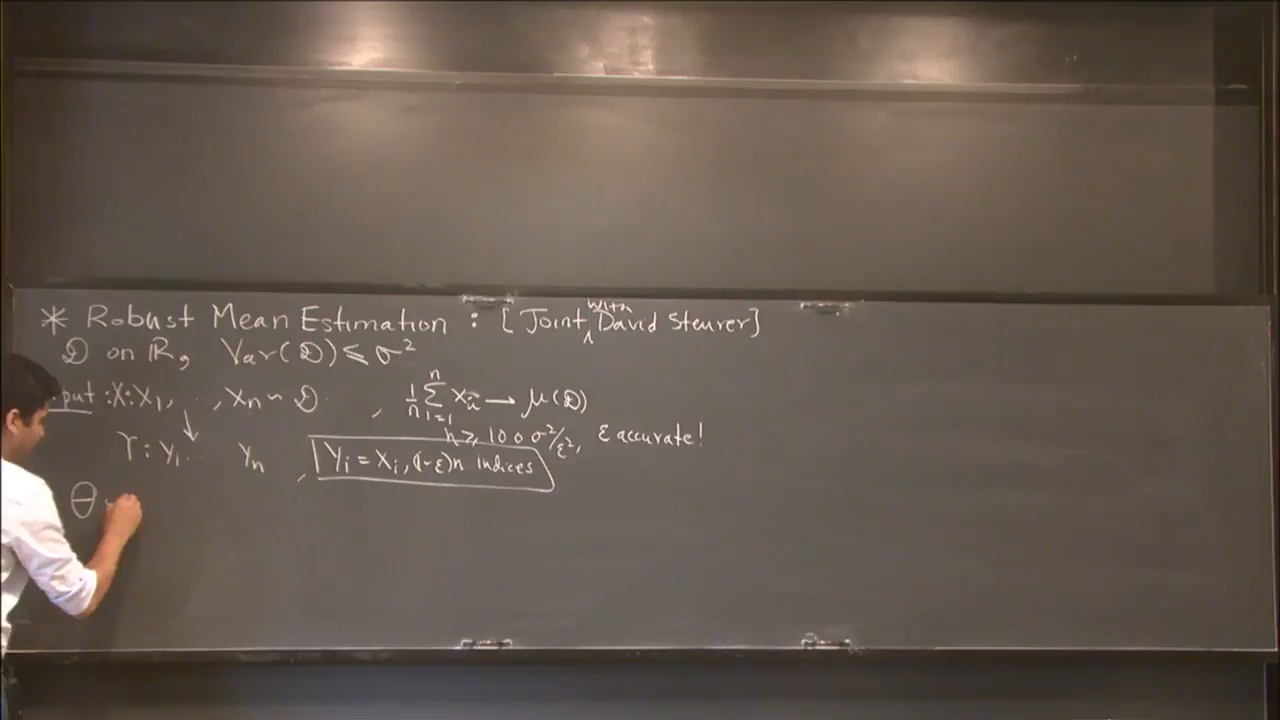 * Robust Mean Estimation : [Joint with David Steurer]
𝒟 on ℝ, Var(𝒟) ≤ σ²
put : X: X₁, . . , Xₙ ~ 𝒟 , 1/n Σᵢ₌₁ⁿ Xᵢ → μ(𝒟)
n ≥ 100 σ²/ε², ε accurate!
Y : Y₁ .. Yₙ , Yᵢ = Xᵢ, (1-ε)n indices
θ